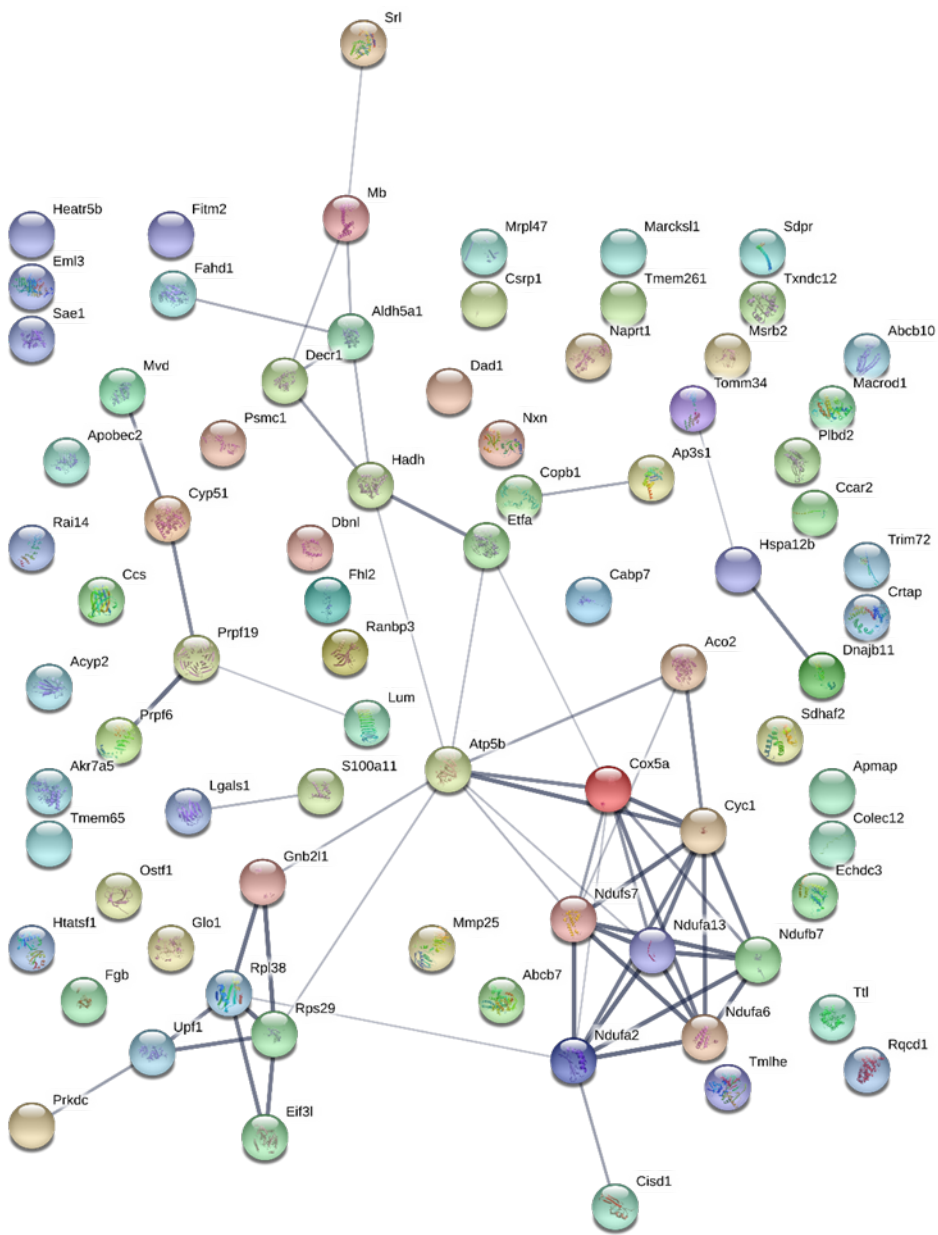 Srl
Mb
Heatr5b
Fitm2
Mrpl47
Marcksl1
Sdpr
Eml3
Fahd1
Csrp1
Tmem261
Txndc12
Sae1
Aldh5a1
Naprt1
Msrb2
Abcb10
Decr1
Mvd
Dad1
Tomm34
Macrod1
Psmc1
Nxn
Plbd2
Apobec2
Hadh
Copb1
Ap3s1
Ccar2
Cyp51
Etfa
Rai14
Dbnl
Hspa12b
Trim72
Ccs
Fhl2
Cabp7
Crtap
Prpf19
Ranbp3
Aco2
Dnajb11
Acyp2
Prpf6
Lum
Sdhaf2
Atp5b
Akr7a5
S100a11
Cox5a
Apmap
Lgals1
Cyc1
Tmem65
Colec12
Gnb2l1
Echdc3
Ostf1
Ndufs7
Htatsf1
Glo1
Mmp25
Ndufa13
Ndufb7
Rpl38
Fgb
Abcb7
Rps29
Ndufa6
Ttl
Upf1
Ndufa2
Rqcd1
Tmlhe
Prkdc
Eif3l
Cisd1